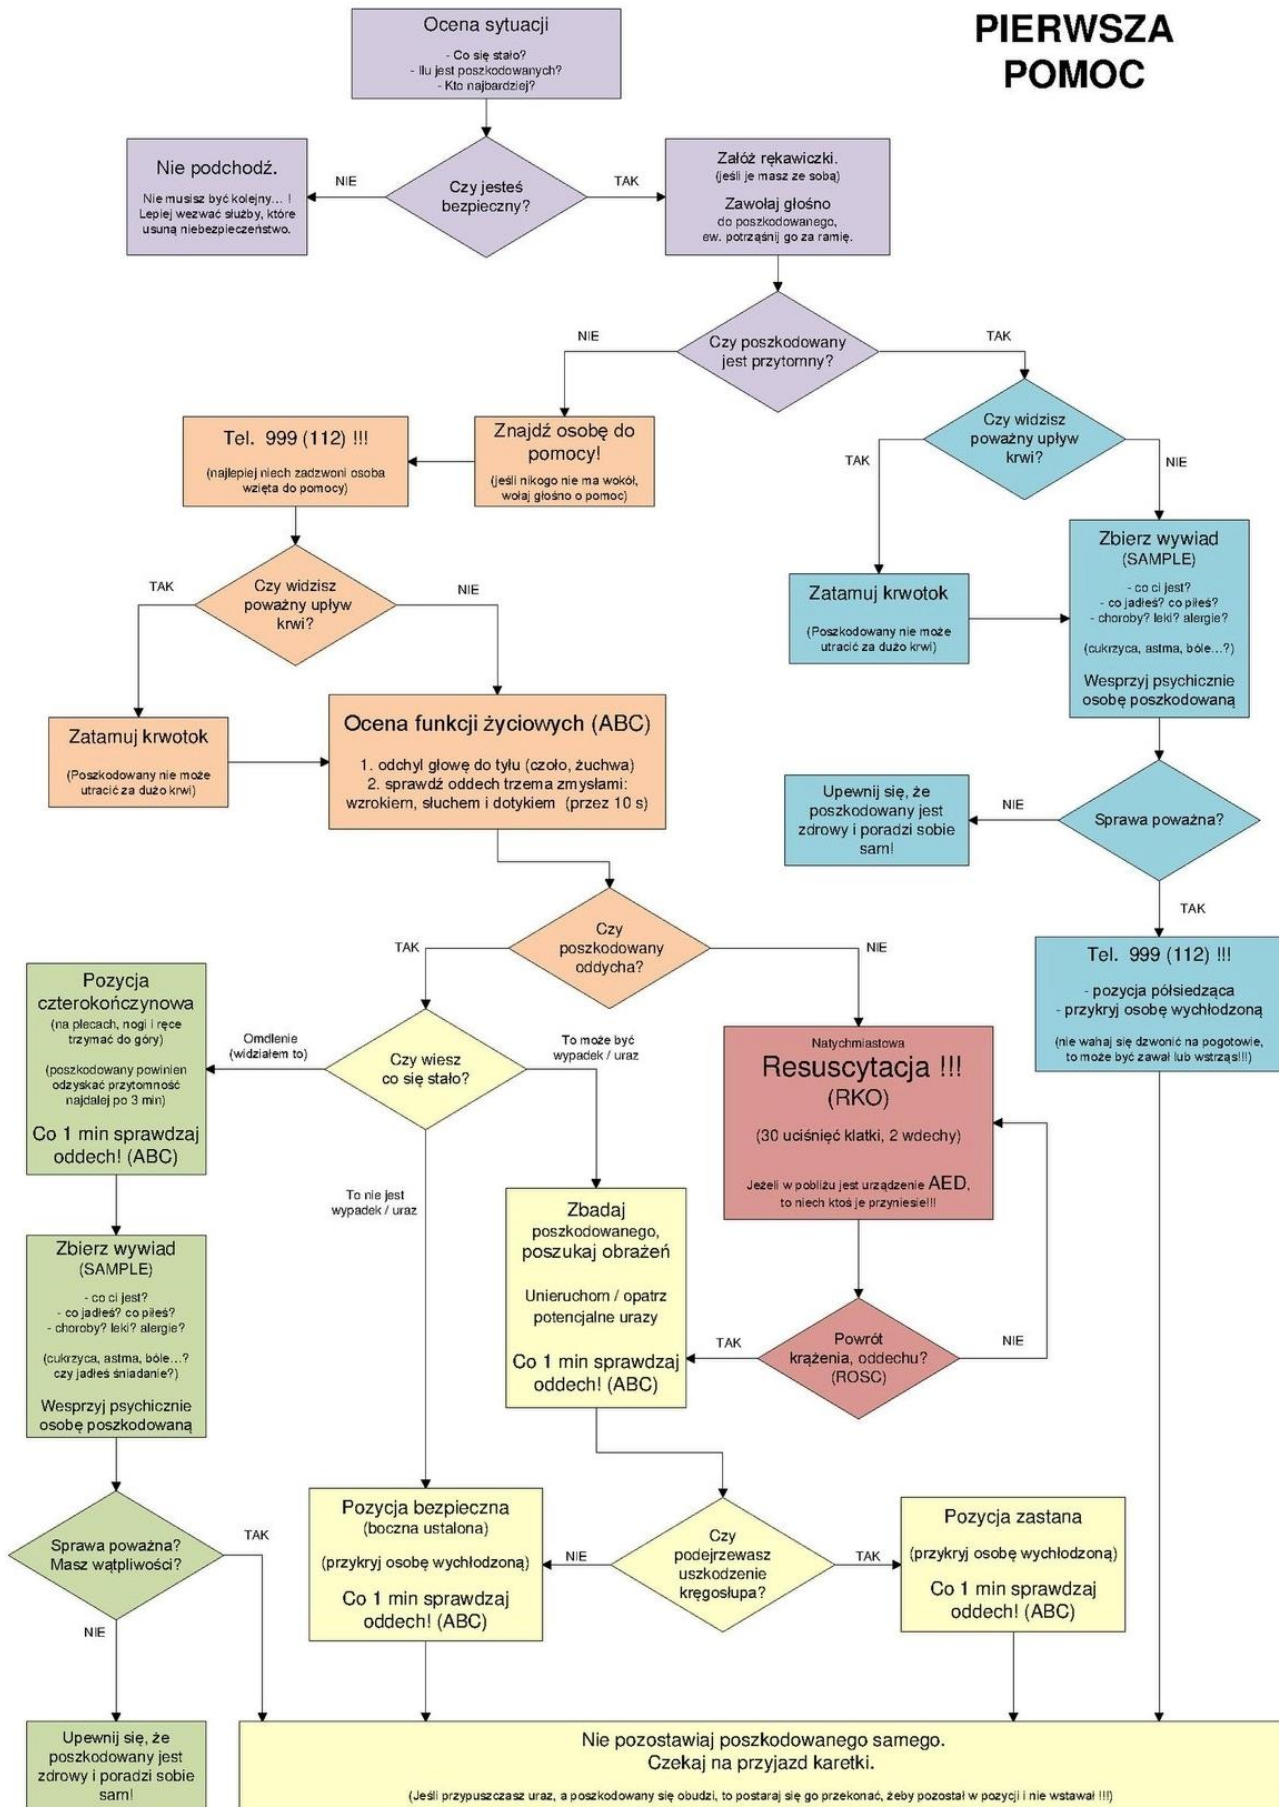 PIERWSZA
POMOC
Ocena sytuacji
- Co się stało?
- Ilu jest poszkodowanych?
- Kto najbardziej?
Nie podchodź.
Nie musisz być kolejny... !
Lepiej wezwać służby, które
usuną niebezpieczeństwo.
NIE
Czy jesteś
bezpieczny?
TAK
Załóż rękawiczki.
(jeśli je masz ze sobą)
Zawołaj głośno
do poszkodowanego,
ew. potrząśnij go za ramię.
NIE
Czy poszkodowany
jest przytomny?
TAK
Tel. 999 (112) !!!
(najlepiej niech zadzwoni osoba
wzięta do pomocy)
Znajdź osobę do
pomocy!
(jeśli nikogo nie ma wokół,
wołaj głośno o pomoc)
Czy widzisz
poważny upływ
krwi?
TAK
NIE
Zbierz wywiad
(SAMPLE)
- co ci jest?
- co jadłeś? co piłeś?
- choroby? leki? alergie?
(cukrzyca, astma, bóle...?)
Wesprzyj psychicznie
osobę poszkodowaną
Zatamuj krwotok
(Poszkodowany nie może
utracić za dużo krwi)
TAK
Czy widzisz
poważny upływ
krwi?
NIE
Zatamuj krwotok
(Poszkodowany nie może
utracić za dużo krwi)
Ocena funkcji życiowych (ABC)
1. odchyl głowę do tyłu (czoło, żuchwa)
2. sprawdź oddech trzema zmysłami:
wzrokiem, słuchem i dotykiem (przez 10 s)
Upewnij się, że
poszkodowany jest
zdrowy i poradzi sobie
sam!
NIE
Sprawa poważna?
TAK
TAK
Czy
poszkodowany
oddycha?
NIE
Tel. 999 (112) !!!
- pozycja półsiedząca
- przykryj osobę wychłodzoną
(nie wahaj się dzwonić na pogotowie,
to może być zawał lub wstrząs!!!)
Pozycja
czterokończynowa
(na plecach, nogi i ręce
trzymać do góry)
(poszkodowany powinien
odzyskać przytomność
najdalej po 3 min)
Co 1 min sprawdzaj
oddech! (ABC)
Omdlenie
(widziałem to)
Czy wiesz
co się stało?
To może być
wypadek / uraz
Natychmiastowa
Resuscytacja !!!
(RKO)
(30 uciśnięć klatki, 2 wdechy)
Jeżeli w pobliżu jest urządzenie AED,
to niech ktoś je przyniesie!!!
To nie jest
wypadek / uraz
Zbadaj
poszkodowanego,
poszukaj obrażeń
Unieruchom / opatrz
potencjalne urazy
Co 1 min sprawdzaj
oddech! (ABC)
Zbierz wywiad
(SAMPLE)
- co ci jest?
- co jadłeś? co piłeś?
- choroby? leki? alergie?
(cukrzyca, astma, bóle...?
czy jadłeś śniadanie?)
Wesprzyj psychicznie
osobę poszkodowaną
TAK
Powrót
krążenia, oddechu?
(ROSC)
NIE
Sprawa poważna?
Masz wątpliwości?
TAK
NIE
Pozycja bezpieczna
(boczna ustalona)
(przykryj osobę wychłodzoną)
Co 1 min sprawdzaj
oddech! (ABC)
NIE
Czy
podejrzewasz
uszkodzenie
kręgosłupa?
TAK
Pozycja zastana
(przykryj osobę wychłodzoną)
Co 1 min sprawdzaj
oddech! (ABC)
Upewnij się, że
poszkodowany jest
zdrowy i poradzi sobie
sam!
Nie pozostawiaj poszkodowanego samego.
Czekaj na przyjazd karetki.
(Jeśli przypuszczasz uraz, a poszkodowany się obudzi, to postaraj się go przekonać, żeby pozostał w pozycji i nie wstawał !!!)